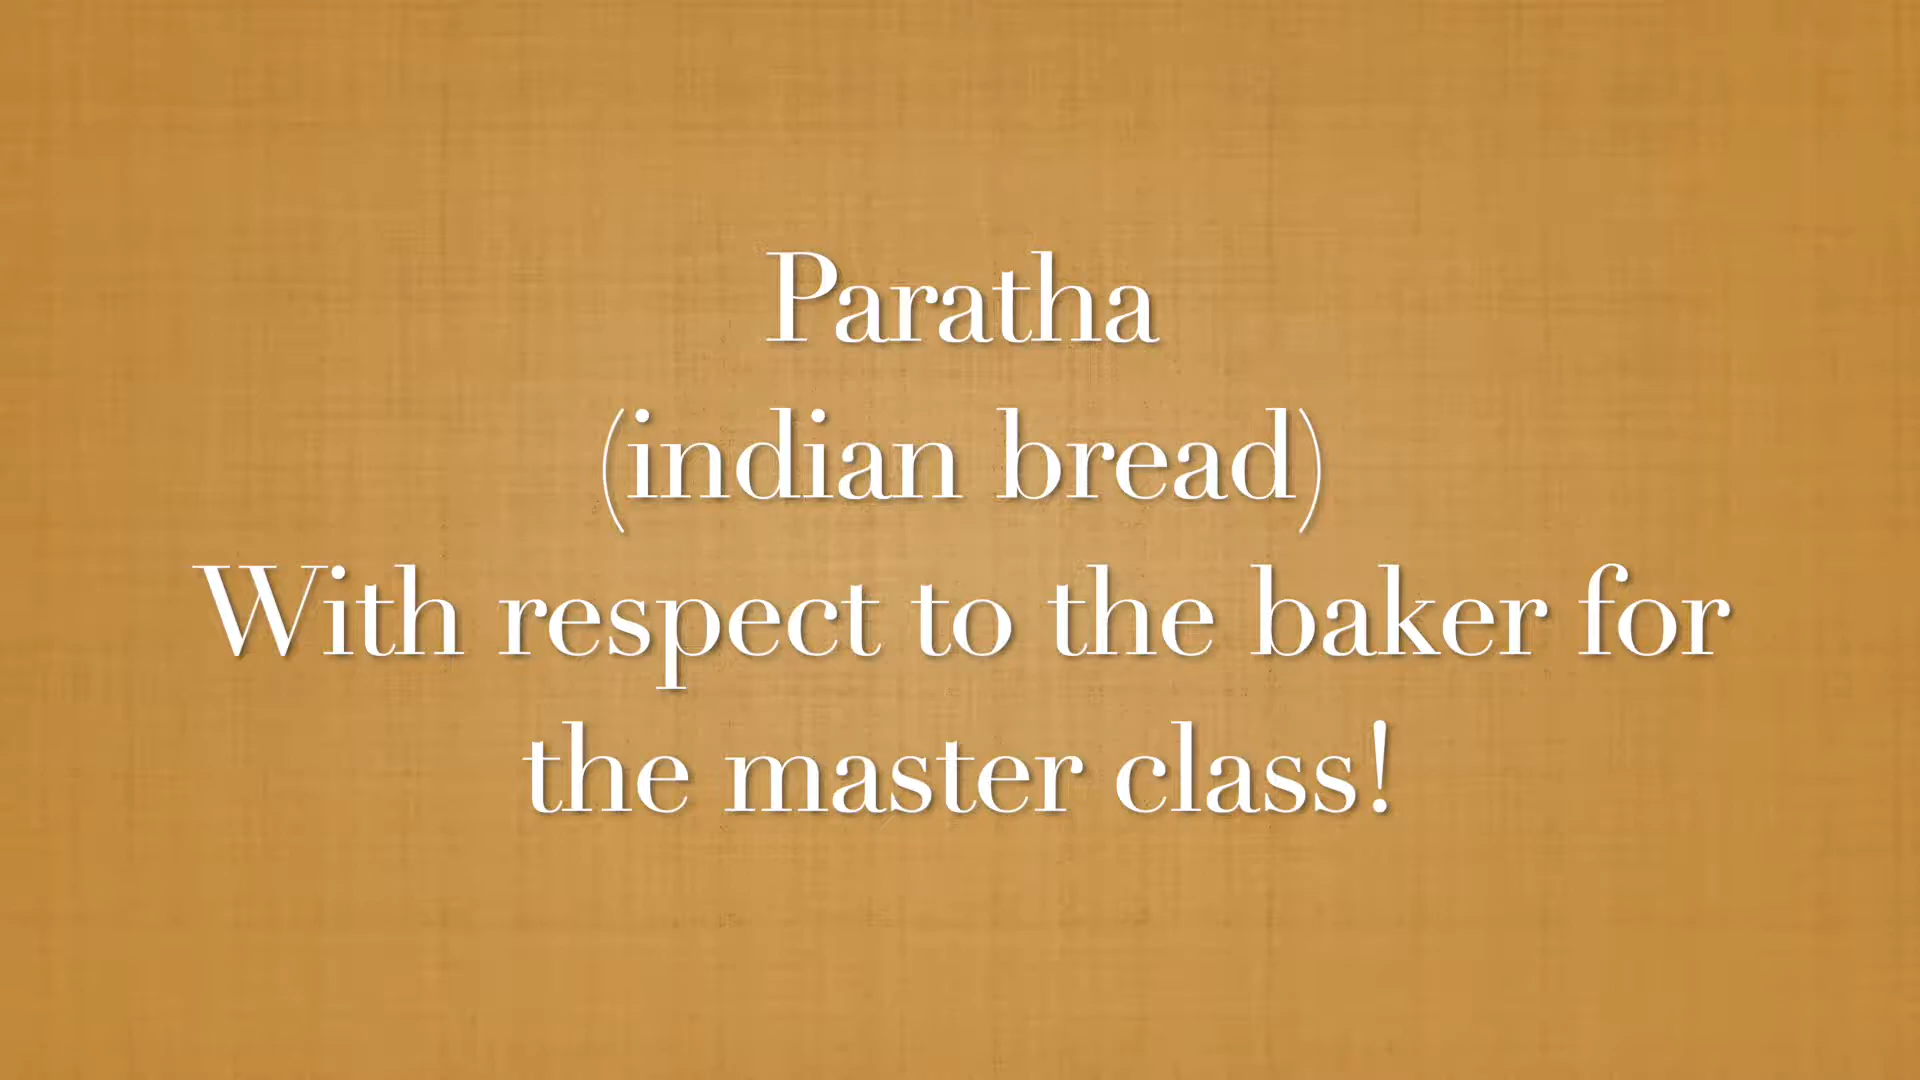 Paratha
(indian bread)
With respect to the baker for
the master class!